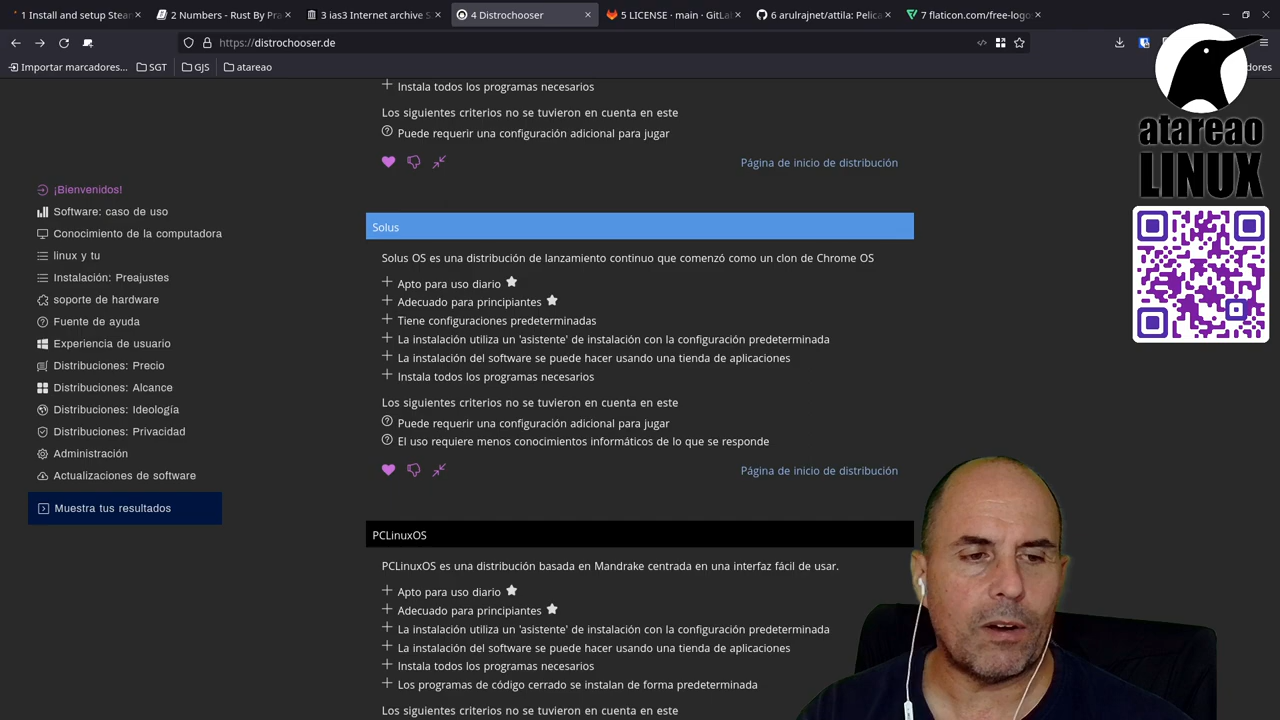 1 Install and setup Stea
2 Numbers - Rust By Pra
3 ias3 Internet archive S
4 Distrochooser
5 LICENSE · main · GitLa
6 arulrajnet/attila: Pelica
7 flaticon.com/free-logo
https://distrochooser.de
Importar marcadores...
SGT
GJS
atareao
dores
Instala todos los programas necesarios
Los siguientes criterios no se tuvieron en cuenta en este
Puede requerir una configuración adicional para jugar
Página de inicio de distribución
atareao
LINUX
¡Bienvenidos!
Software: caso de uso
Conocimiento de la computadora
linux y tu
Instalación: Preajustes
soporte de hardware
Fuente de ayuda
Experiencia de usuario
Distribuciones: Precio
Distribuciones: Alcance
Distribuciones: Ideología
Distribuciones: Privacidad
Administración
Actualizaciones de software
Muestra tus resultados
Solus
Solus OS es una distribución de lanzamiento continuo que comenzó como un clon de Chrome OS
Apto para uso diario
Adecuado para principiantes
Tiene configuraciones predeterminadas
La instalación utiliza un 'asistente' de instalación con la configuración predeterminada
La instalación del software se puede hacer usando una tienda de aplicaciones
Instala todos los programas necesarios
Los siguientes criterios no se tuvieron en cuenta en este
Puede requerir una configuración adicional para jugar
El uso requiere menos conocimientos informáticos de lo que se responde
Página de inicio de distribución
PCLinuxOS
PCLinuxOS es una distribución basada en Mandrake centrada en una interfaz fácil de usar.
Apto para uso diario
Adecuado para principiantes
La instalación utiliza un 'asistente' de instalación con la configuración predeterminada
La instalación del software se puede hacer usando una tienda de aplicaciones
Instala todos los programas necesarios
Los programas de código cerrado se instalan de forma predeterminada
Los siguientes criterios no se tuvieron en cuenta en este